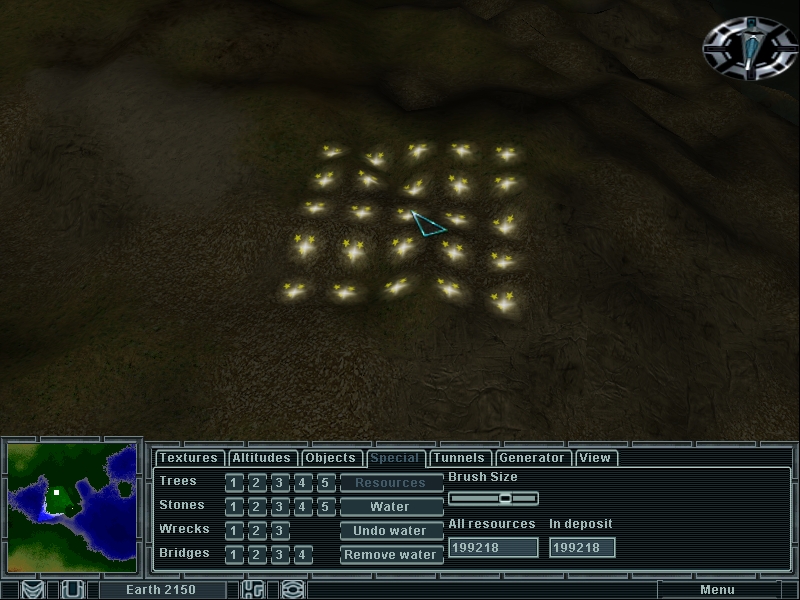 Textures Altitudes Objects Special Tunnels Generator View
Trees 1 2 3 4 5 Resources Brush Size
Stones 1 2 3 4 5 Water
Wrecks 1 2 3 Undo water All resources In deposit
Bridges 1 2 3 4 Remove water 199218 199218
Earth 2150 Menu